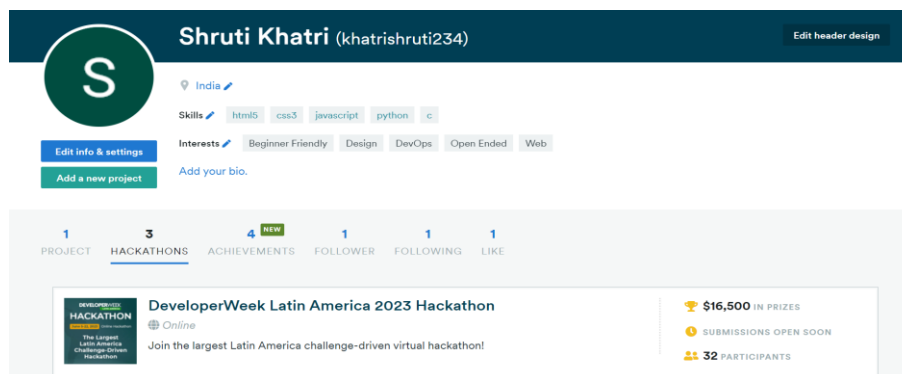 Shruti Khatri (khatrishruti234)
Edit header design
S
India
Skills html5 css3 javascript python c
Interests Beginner Friendly Design DevOps Open Ended Web
Edit info & settings
Add a new project
Add your bio.
1 3 4 NEW 1 1 1
PROJECT HACKATHONS ACHIEVEMENTS FOLLOWER FOLLOWING LIKE
DEVELOPERWEEK
HACKATHON
The Largest
Latin America
Challenge-Driven
Hackathon
DeveloperWeek Latin America 2023 Hackathon
Online
Join the largest Latin America challenge-driven virtual hackathon!
$16,500 IN PRIZES
SUBMISSIONS OPEN SOON
32 PARTICIPANTS